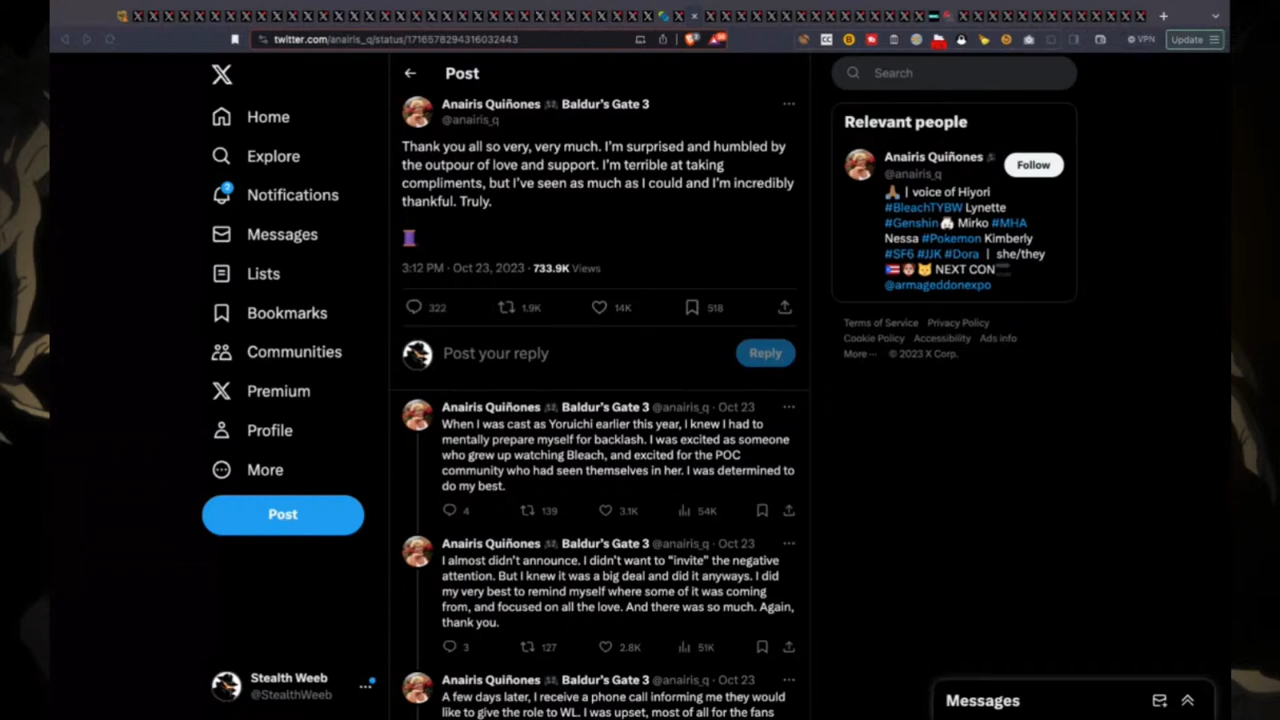 twitter.com/anairis_q/status/1716578294316032443
VPN
Update
Home
Explore
2
Notifications
Messages
Lists
Bookmarks
Communities
Premium
Profile
More
Post
Stealth Weeb
@StealthWeeb
Post
Anairis Quiñones Baldur's Gate 3
@anairis_q
Thank you all so very, very much. I'm surprised and humbled by
the outpour of love and support. I'm terrible at taking
compliments, but I've seen as much as I could and I'm incredibly
thankful. Truly.
3:12 PM · Oct 23, 2023 · 733.9K Views
322 1.9K 14K 518
Post your reply
Reply
Anairis Quiñones Baldur's Gate 3 @anairis_q · Oct 23
When I was cast as Yoruichi earlier this year, I knew I had to
mentally prepare myself for backlash. I was excited as someone
who grew up watching Bleach, and excited for the POC
community who had seen themselves in her. I was determined to
do my best.
4 139 3.1K 54K
Anairis Quiñones Baldur's Gate 3 @anairis_q · Oct 23
I almost didn't announce. I didn't want to "invite" the negative
attention. But I knew it was a big deal and did it anyways. I did
my very best to remind myself where some of it was coming
from, and focused on all the love. And there was so much. Again,
thank you.
3 127 2.8K 51K
Anairis Quiñones Baldur's Gate 3 @anairis_q · Oct 23
A few days later, I receive a phone call informing me they would
like to give the role to WL. I was upset, most of all for the fans
Search
Relevant people
Anairis Quiñones
@anairis_q
Follow
| voice of Hiyori
#BleachTYBW Lynette
#Genshin Mirko #MHA
Nessa #Pokemon Kimberly
#SF6 #JJK #Dora | she/they
NEXT CON
@armageddonexpo
Terms of Service Privacy Policy
Cookie Policy Accessibility Ads info
More ··· © 2023 X Corp.
Messages